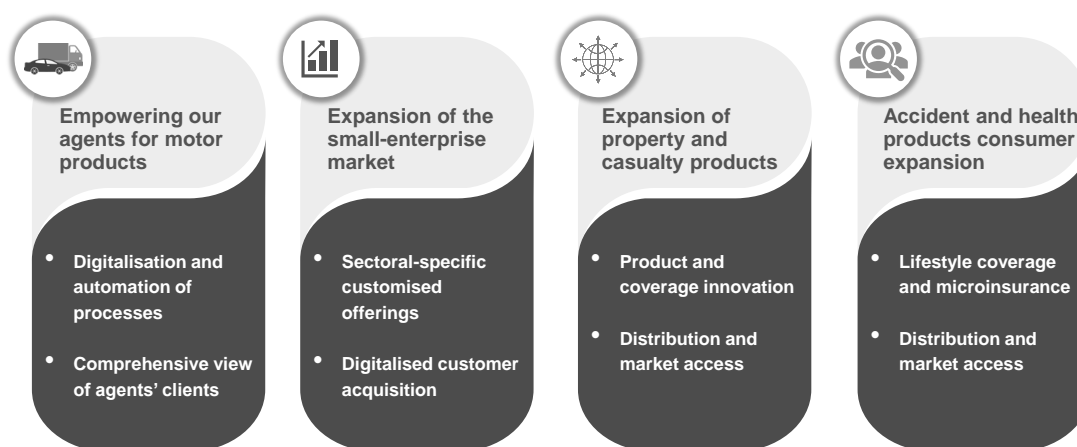 Empowering our
agents for motor
products
• Digitalisation and
automation of
processes
• Comprehensive view
of agents’ clients
Expansion of the
small-enterprise
market
• Sectoral-specific
customised
offerings
• Digitalised customer
acquisition
Expansion of
property and
casualty products
• Product and
coverage innovation
• Distribution and
market access
Accident and health
products consumer
expansion
• Lifestyle coverage
and microinsurance
• Distribution and
market access